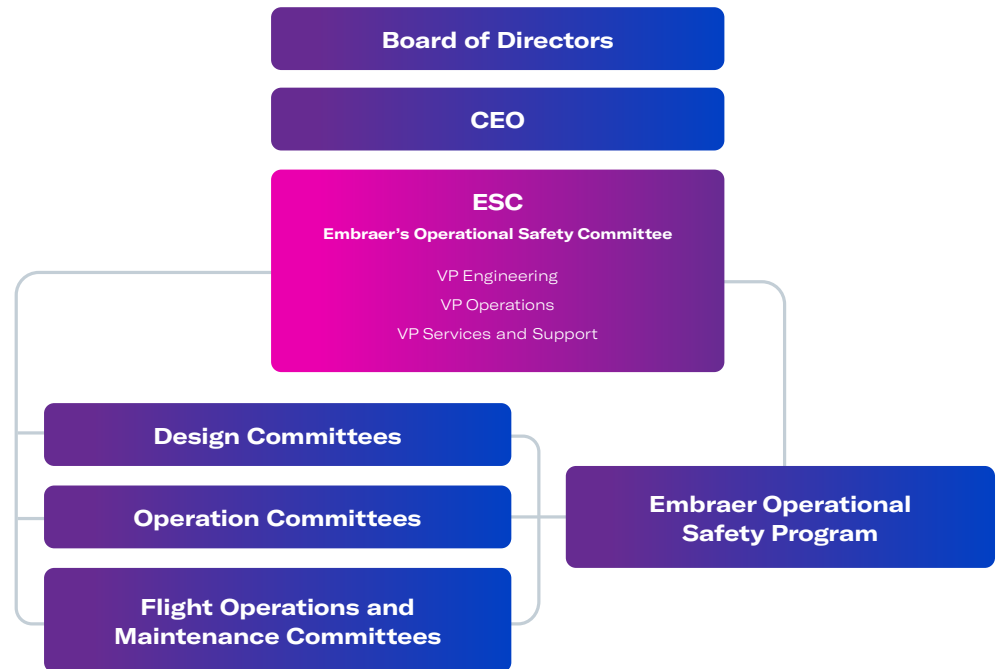 Board of Directors
CEO
ESC
Embraer’s Operational Safety Committee
VP Engineering
VP Operations
VP Services and Support
Design Committees
Operation Committees
Flight Operations and
Maintenance Committees
Embraer Operational
Safety Program